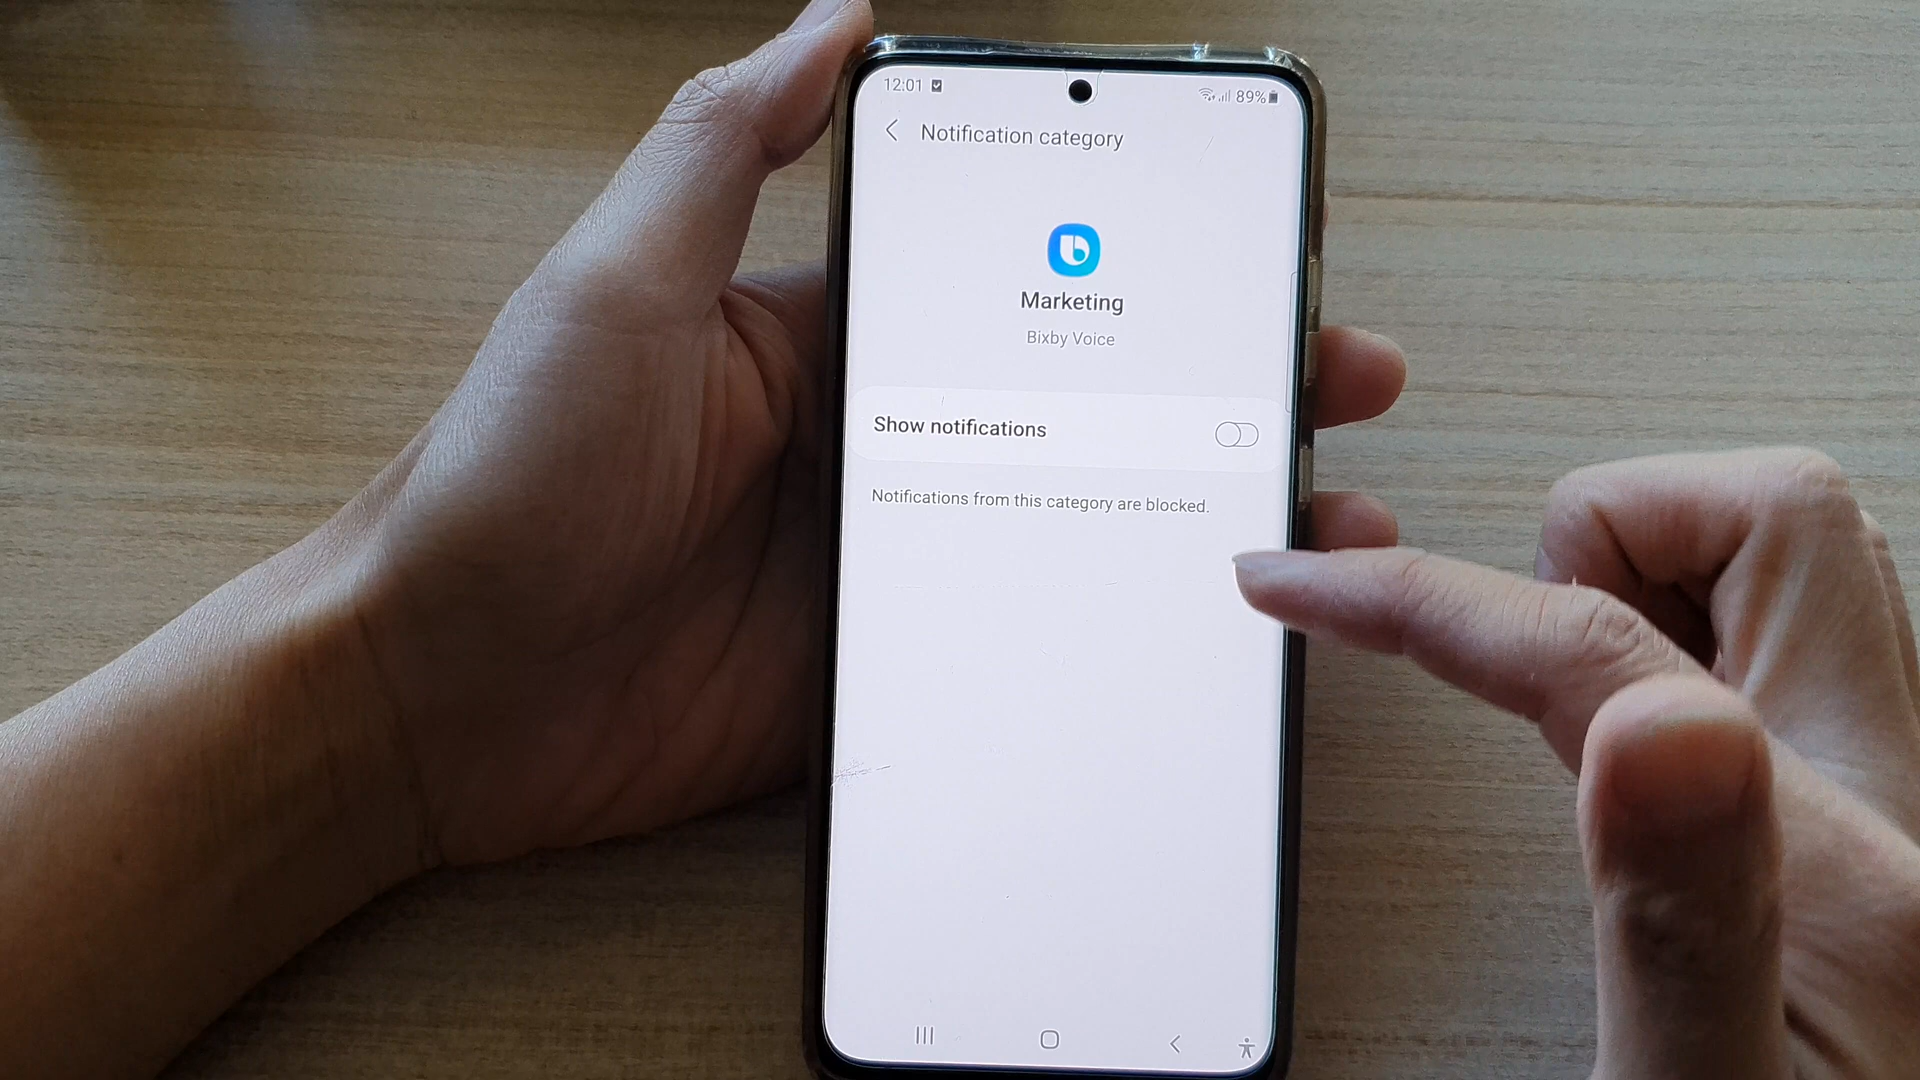 12:01 89%
Notification category
Marketing
Bixby Voice
Show notifications
Notifications from this category are blocked.